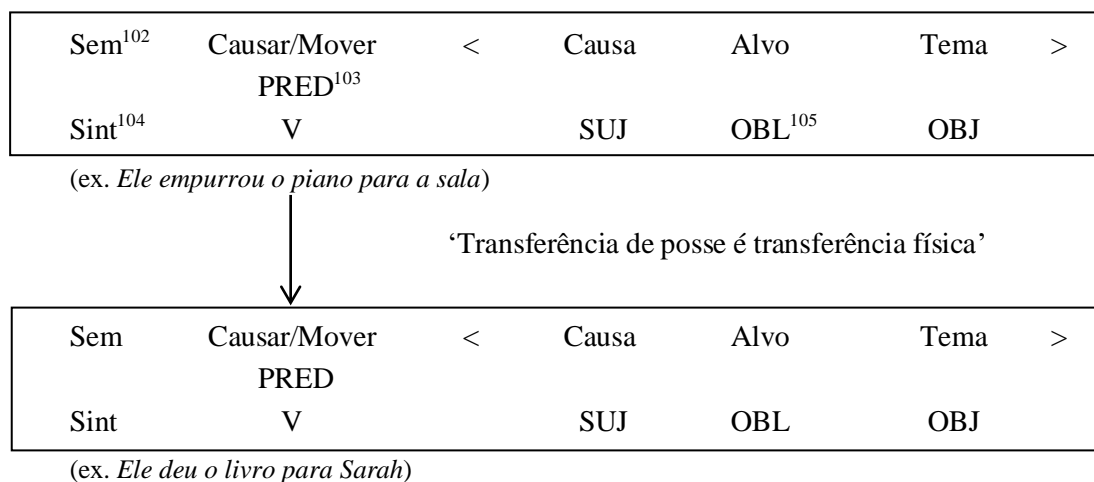 Sem102 Causar/Mover < Causa Alvo Tema >
PRED103
Sint104 V SUJ OBL105 OBJ
(ex. Ele empurrou o piano para a sala)
‘Transferência de posse é transferência física’
Sem Causar/Mover < Causa Alvo Tema >
PRED
Sint V SUJ OBL OBJ
(ex. Ele deu o livro para Sarah)